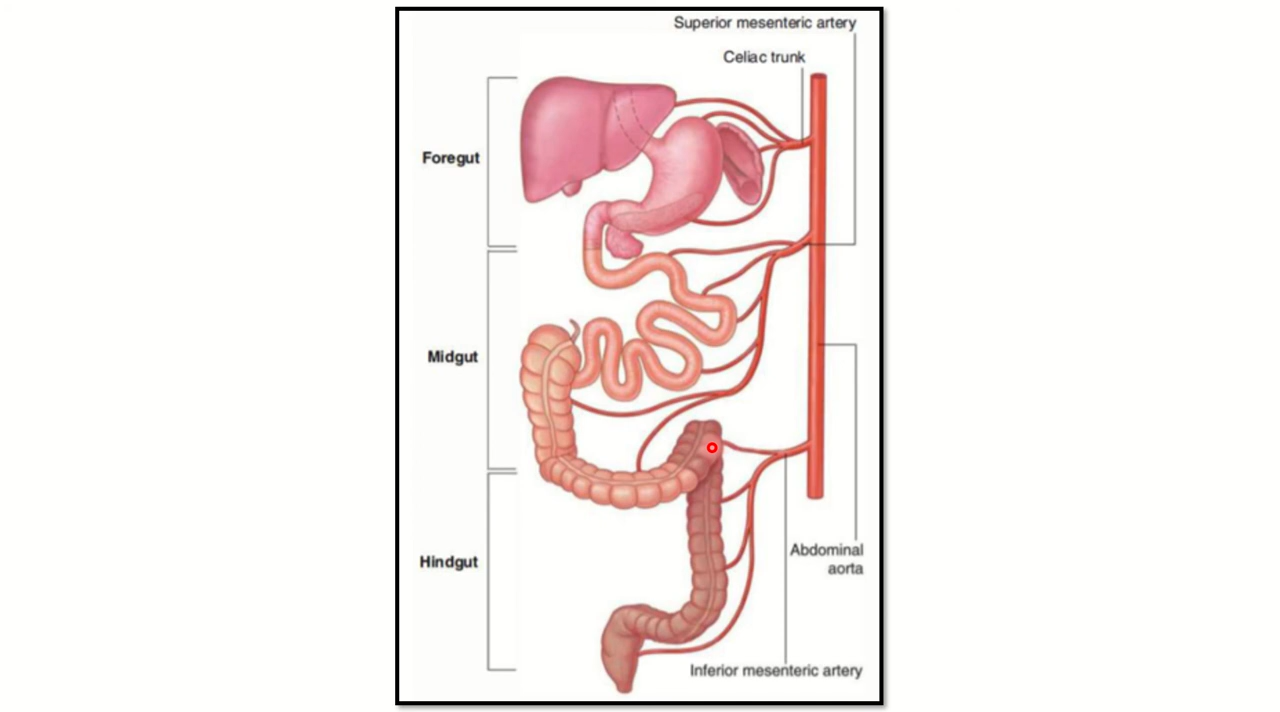 Superior mesenteric artery
Celiac trunk
Foregut
Midgut
Hindgut
Abdominal
aorta
Inferior mesenteric artery